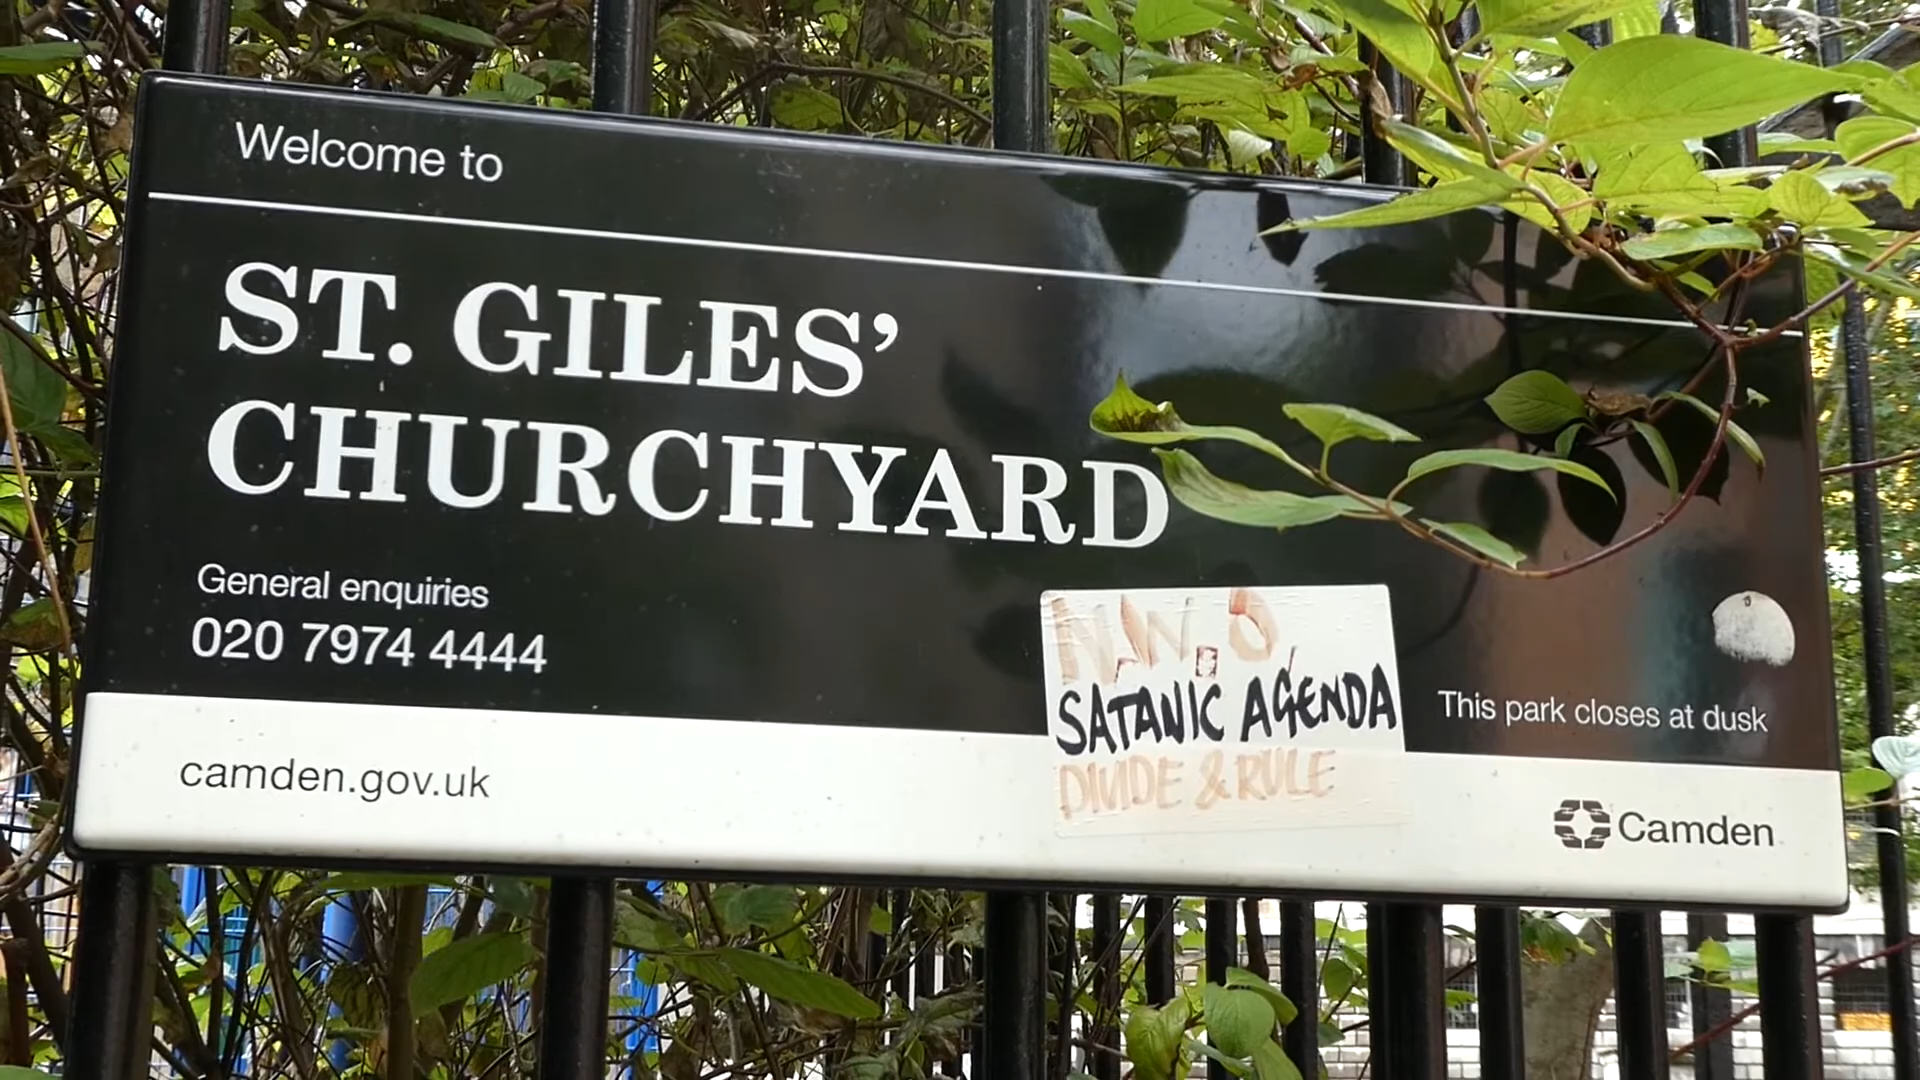 Welcome to
ST. GILES’
CHURCHYARD
General enquiries
020 7974 4444
N.W.O,
SATANIC AGENDA
DIVIDE & RULE
This park closes at dusk
camden.gov.uk
Camden